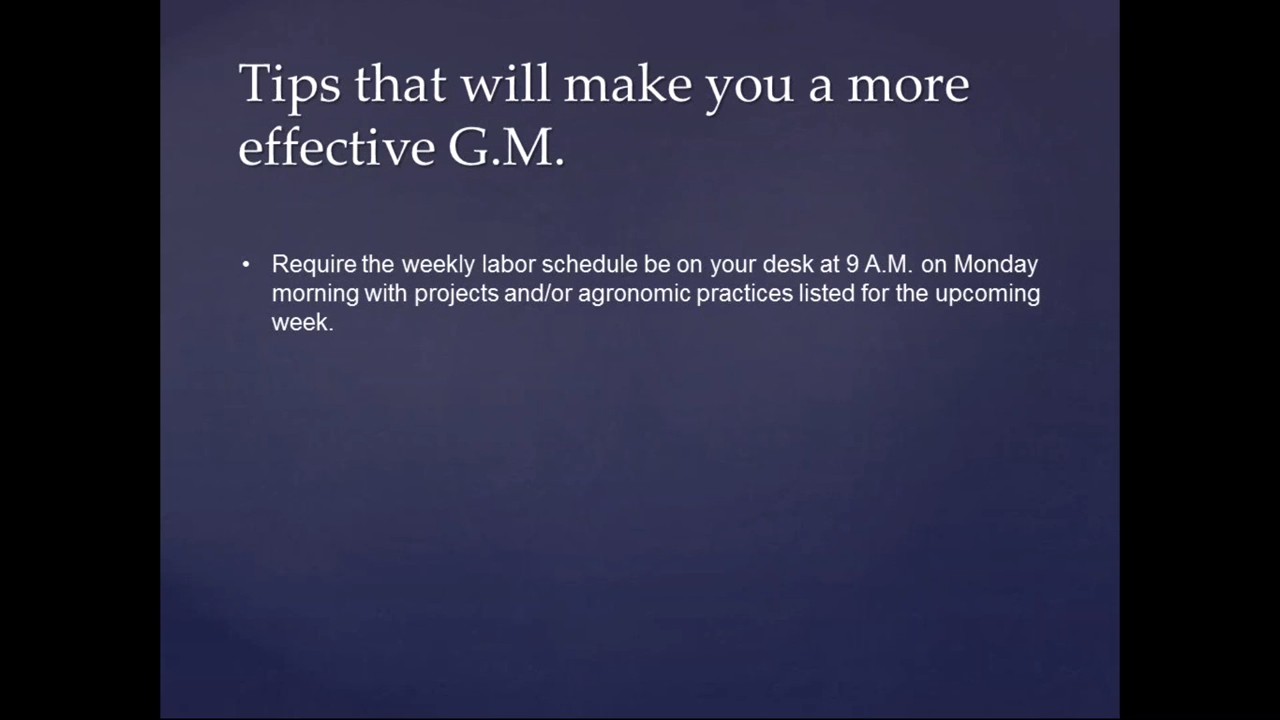 Tips that will make you a more
effective G.M.
• Require the weekly labor schedule be on your desk at 9 A.M. on Monday
morning with projects and/or agronomic practices listed for the upcoming
week.